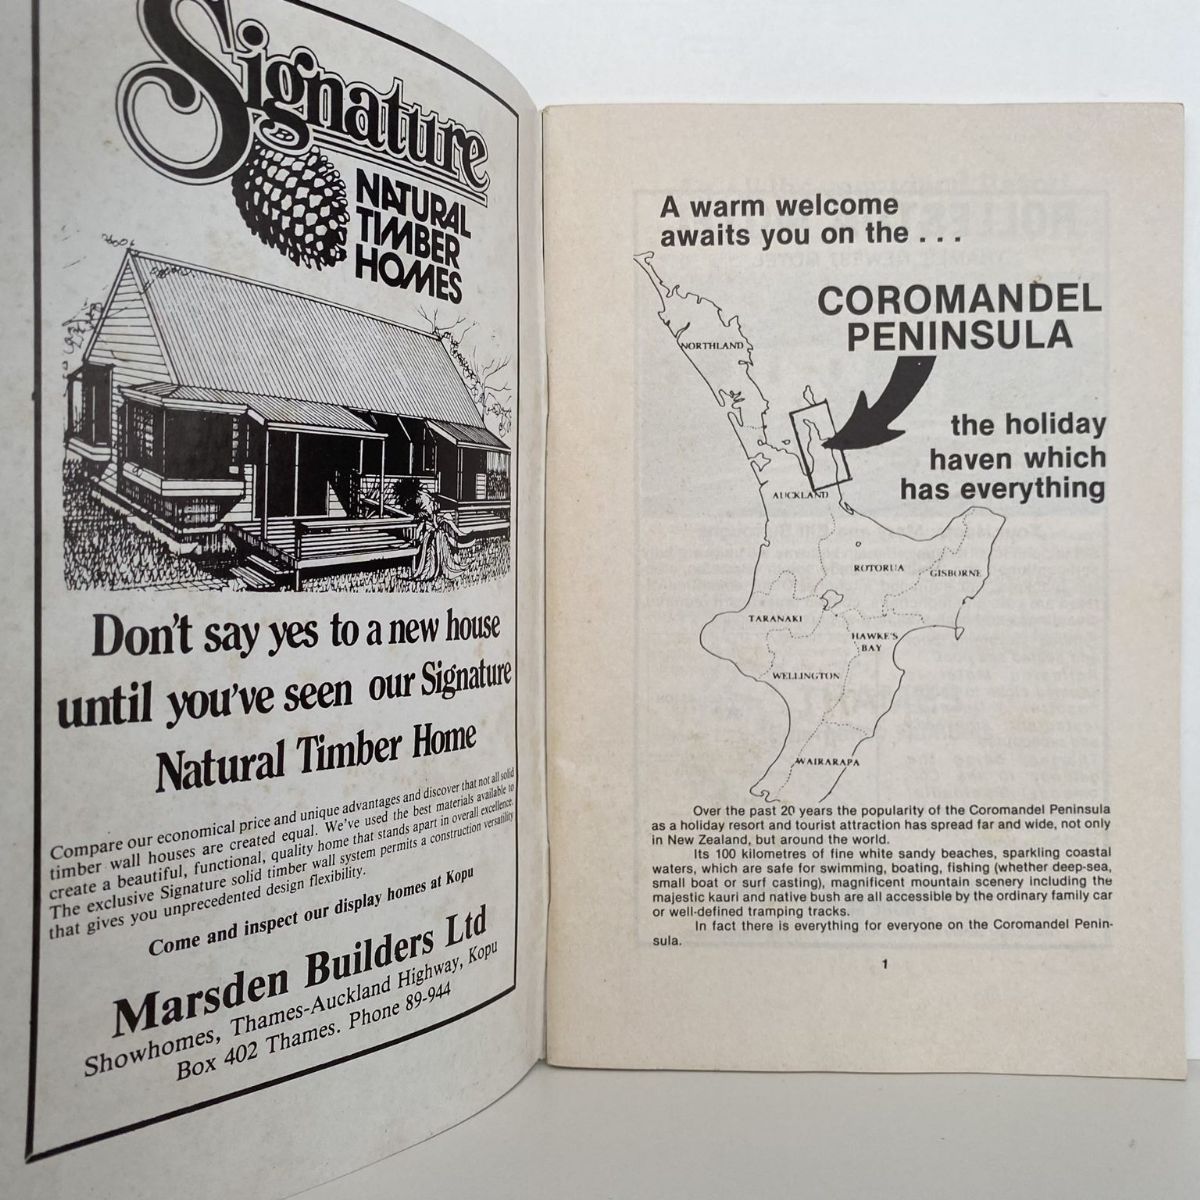 Signature
NATURAL
TIMBER
HOMES
Don't say yes to a new house
until you've seen our Signature
Natural Timber Home
Compare our economical price and unique advantages and discover that not all solid
timber wall houses are created equal. We've used the best materials available to
create a beautiful, functional, quality home that stands apart in overall excellence.
The exclusive Signature solid timber wall system permits a construction versatility
that gives you unprecedented design flexibility.
Come and inspect our display homes at Kopu
Marsden Builders Ltd
Showhomes, Thames-Auckland Highway, Kopu
Box 402 Thames. Phone 89-944
A warm welcome
awaits you on the . . .
COROMANDEL
PENINSULA
NORTHLAND
the holiday
haven which
has everything
AUCKLAND
ROTORUA
GISBORNE
TARANAKI
HAWKE'S
BAY
WELLINGTON
WAIRARAPA
Over the past 20 years the popularity of the Coromandel Peninsula
as a holiday resort and tourist attraction has spread far and wide, not only
in New Zealand, but around the world.
Its 100 kilometres of fine white sandy beaches, sparkling coastal
waters, which are safe for swimming, boating, fishing (whether deep-sea,
small boat or surf casting), magnificent mountain scenery including the
majestic kauri and native bush are all accessible by the ordinary family car
or well-defined tramping tracks.
In fact there is everything for everyone on the Coromandel Penin-
sula.
1